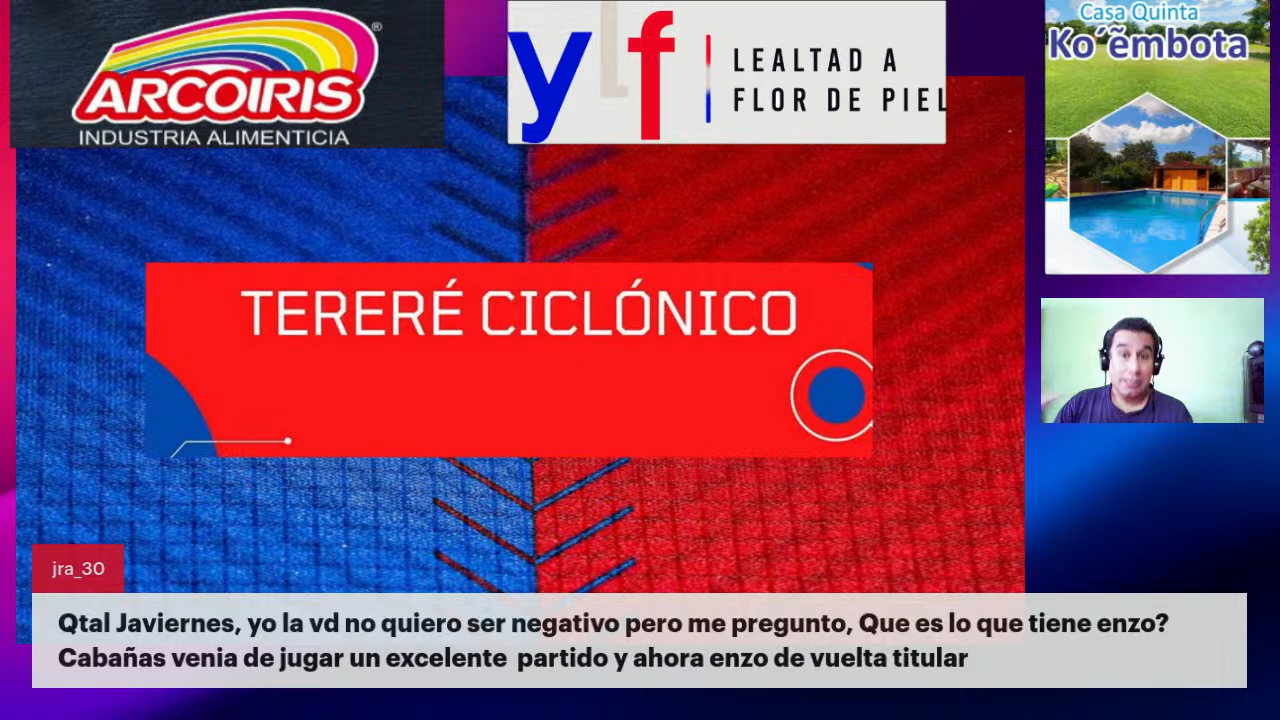 ARCOIRIS®
INDUSTRIA ALIMENTICIA
yf
LEALTAD A
FLOR DE PIEL
Casa Quinta
Ko´ẽmbota
TERERÉ CICLÓNICO
jra_30
Qtal Javiernes, yo la vd no quiero ser negativo pero me pregunto, Que es lo que tiene enzo?
Cabañas venia de jugar un excelente partido y ahora enzo de vuelta titular